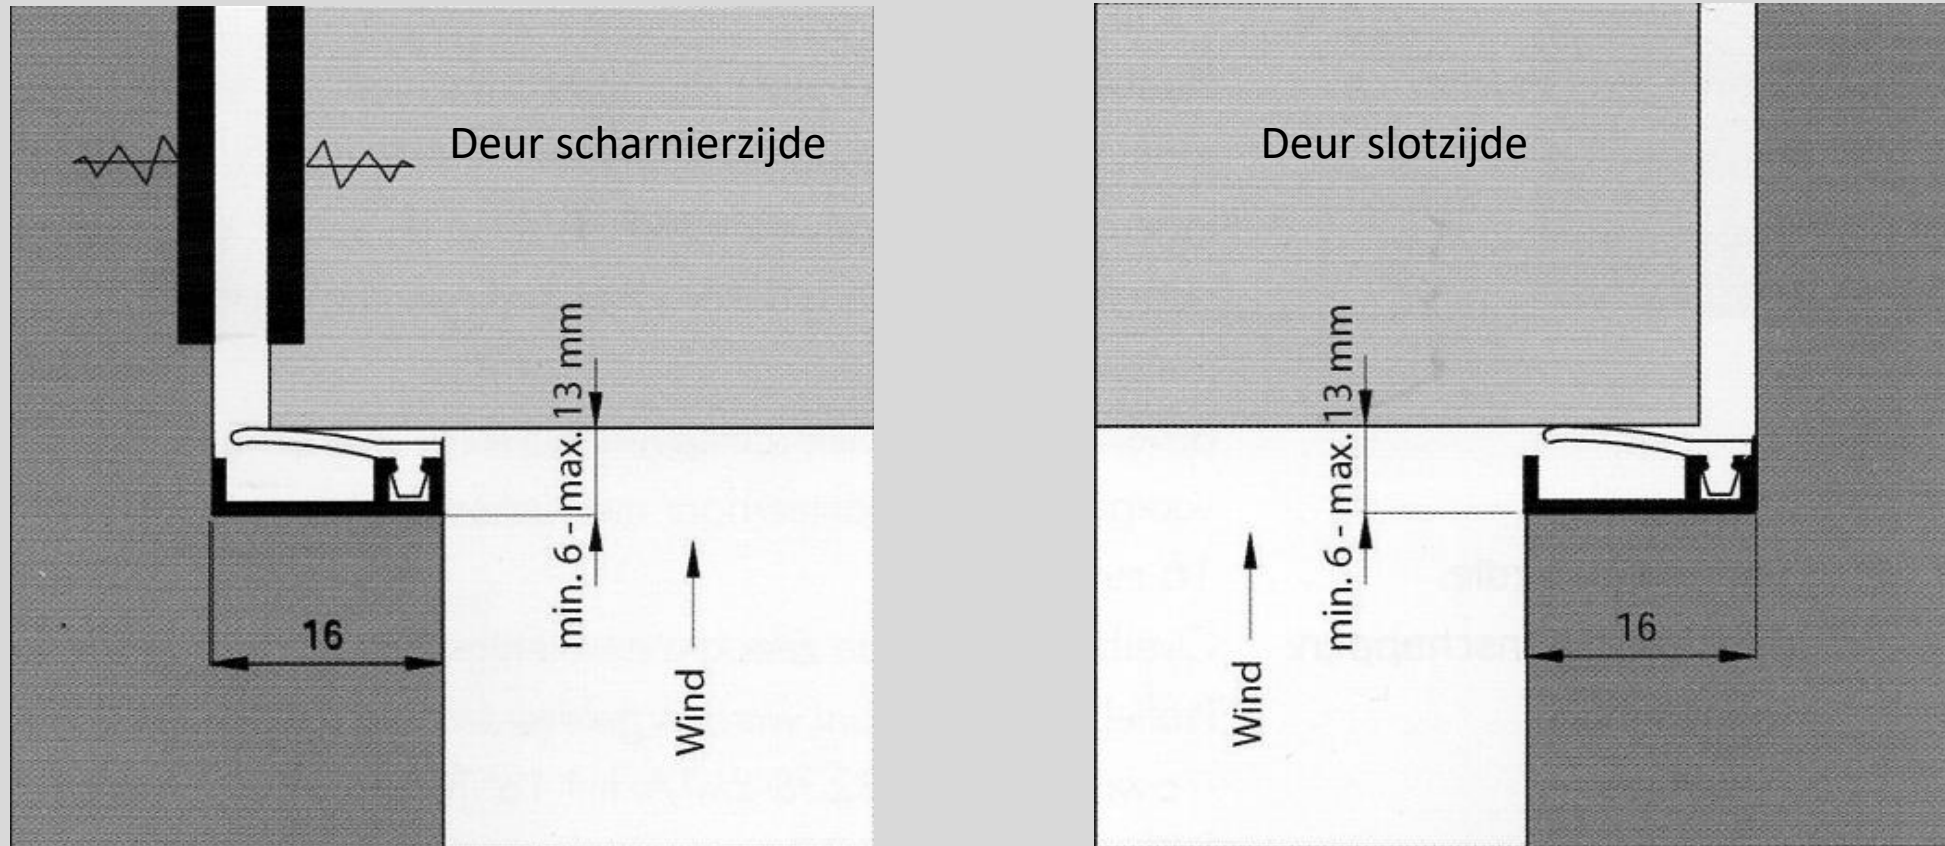 Deur scharnierzijde
min. 6 - max. 13 mm
Wind
16
Deur slotzijde
min. 6 - max. 13 mm
Wind
16